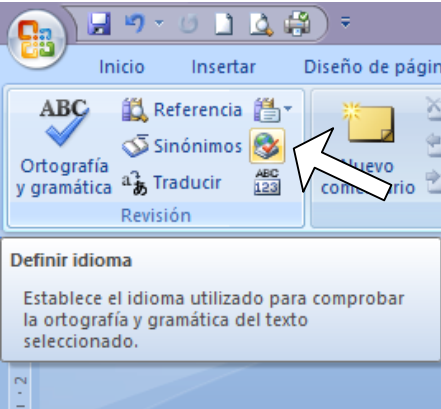 Inicio Insertar Diseño de págin
ABC Referencia
Sinónimos
Ortografía
y gramática Traducir ABC
123
Nuevo
comentario
Revisión
Definir idioma
Establece el idioma utilizado para comprobar
la ortografía y gramática del texto
seleccionado.
2